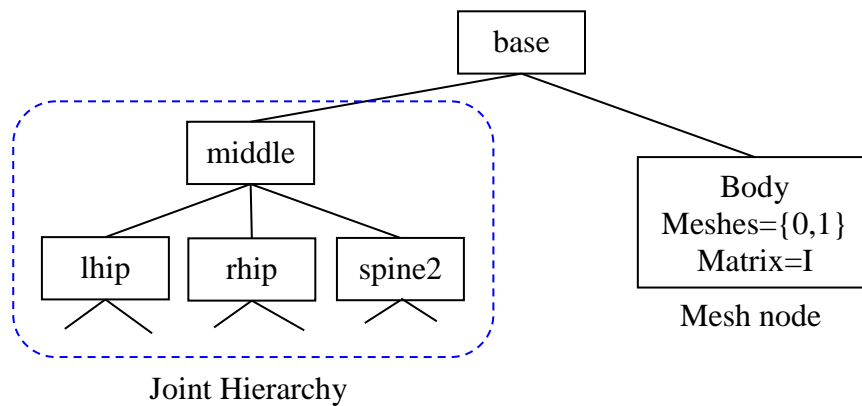 base
middle
Body
Meshes={0,1}
Matrix=I
lhip
rhip
spine2
Mesh node
Joint Hierarchy